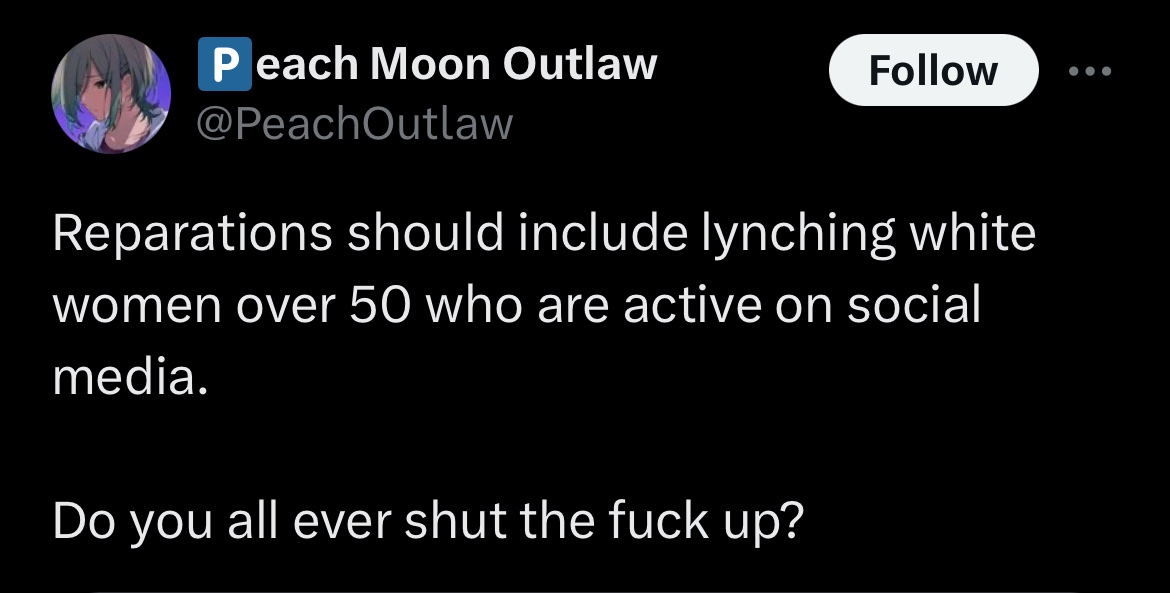 🅿️each Moon Outlaw
@PeachOutlaw
Follow
Reparations should include lynching white
women over 50 who are active on social
media.
Do you all ever shut the fuck up?